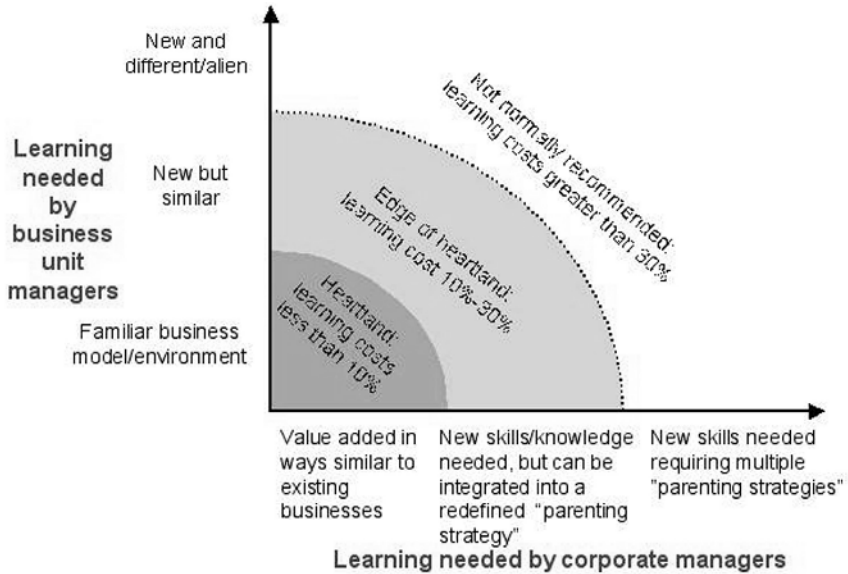 New and
different/alien
Learning
needed
by
business
unit
managers
New but
similar
Familiar business
model/environment
Not normally recommended:
learning costs greater than 30%
Edge of heartland:
learning cost 10%-30%
Heartland:
learning costs
less than 10%
Value added in
ways similar to
existing
businesses
New skills/knowledge
needed, but can be
integrated into a
redefined "parenting
strategy"
New skills needed
requiring multiple
"parenting strategies"
Learning needed by corporate managers